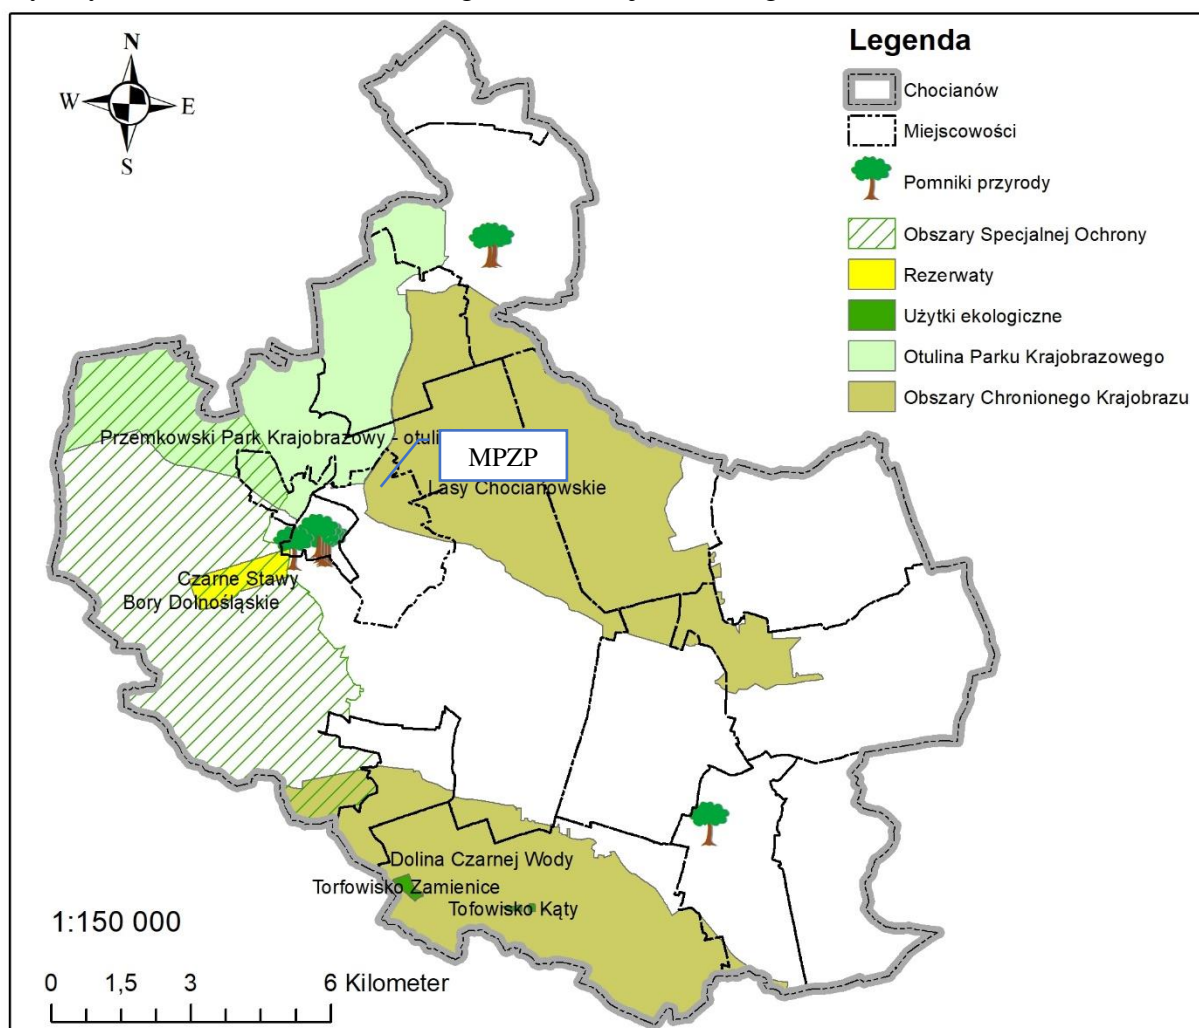 N
W
E
S
Legenda
Chocianów
Miejscowości
Pomniki przyrody
Obszary Specjalnej Ochrony
Rezerwaty
Użytki ekologiczne
Otulina Parku Krajobrazowego
Obszary Chronionego Krajobrazu
Przemkowski Park Krajobrazowy - otuli
MPZP
Lasy Chocianowskie
Czarne Stawy
Bory Dolnośląskie
Dolina Czarnej Wody
Torfowisko Zamienice
Tofowisko Kąty
1:150 000
0 1,5 3 6 Kilometer